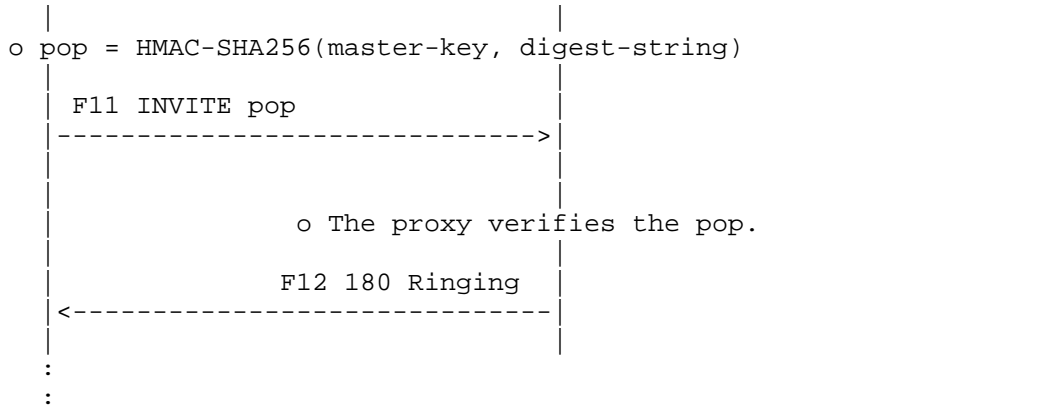 |                               |
o pop = HMAC-SHA256(master-key, digest-string)
|                               |
| F11 INVITE pop                |
|------------------------------>|
|                               |
|                               |
|               o The proxy verifies the pop.
|                               |
|              F12 180 Ringing  |
|<------------------------------|
|                               |
:
: